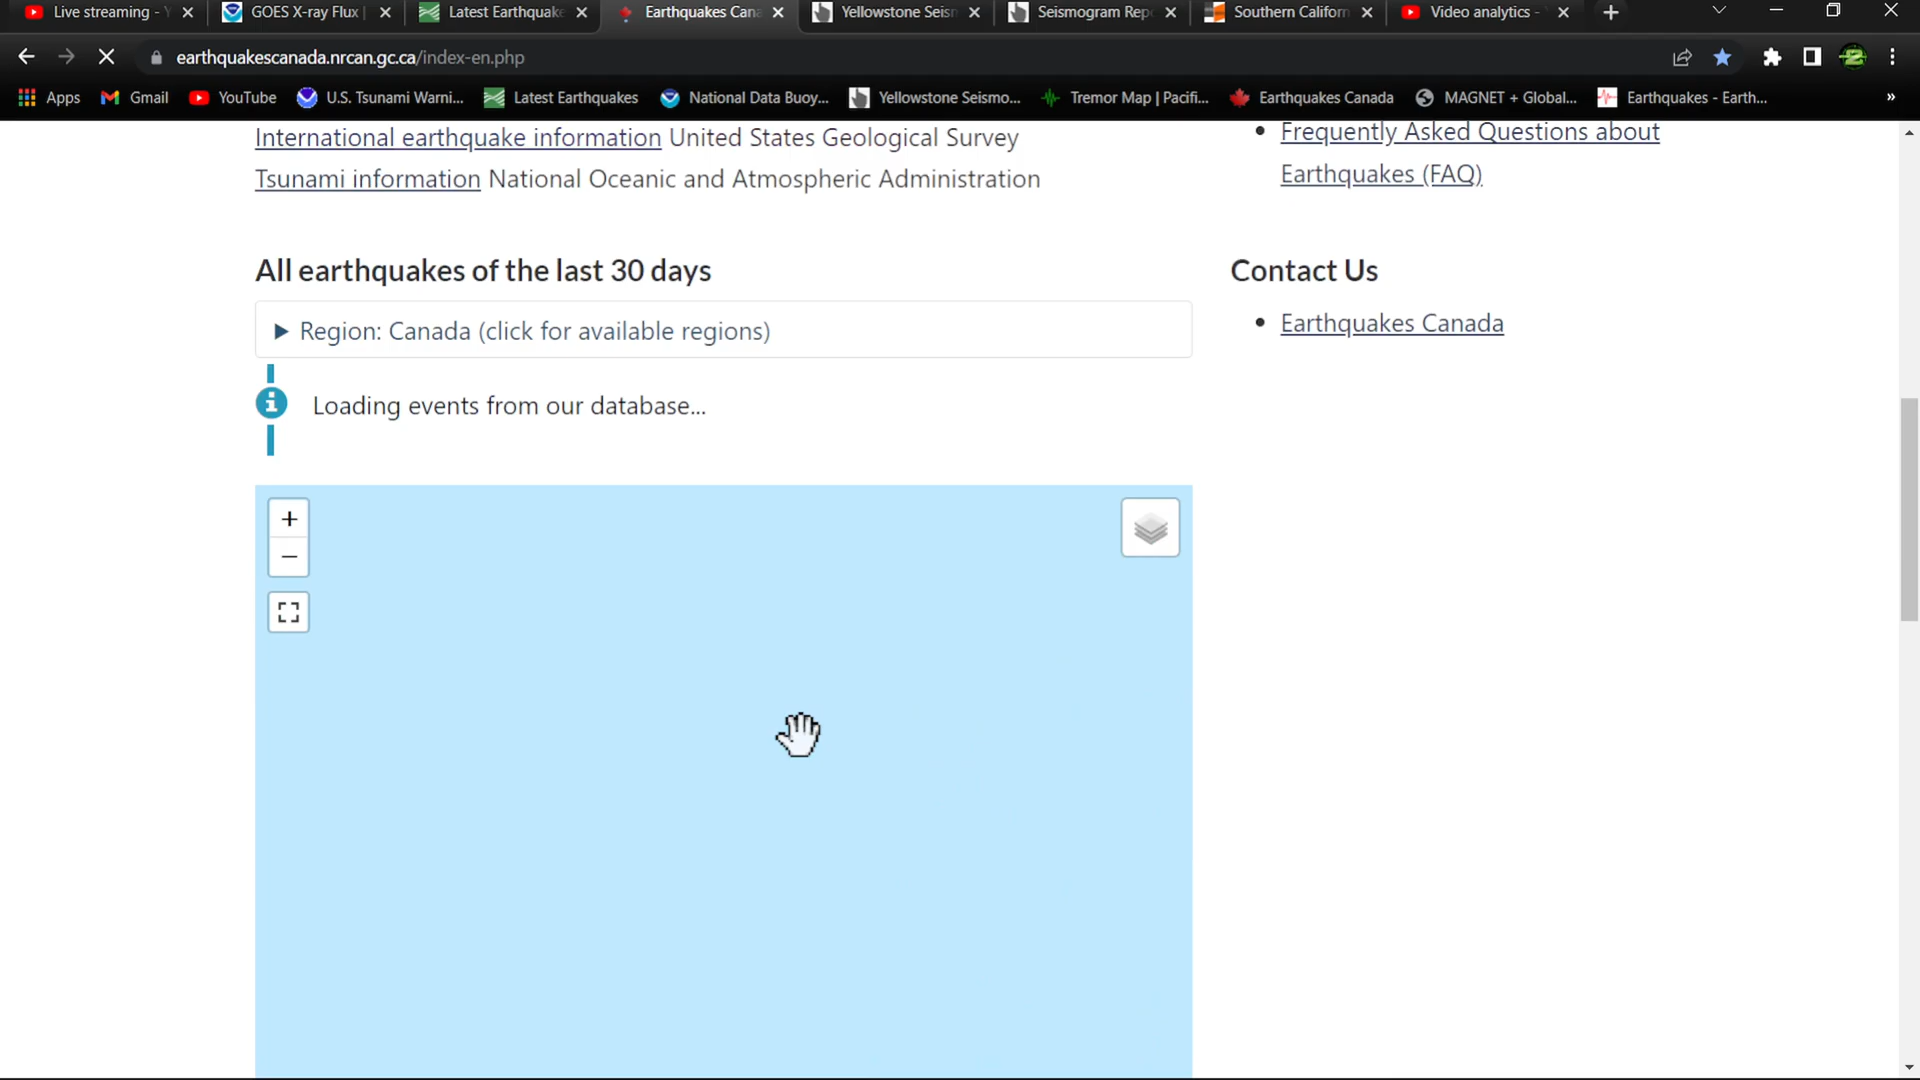 Live streaming - Y
GOES X-ray Flux |
Latest Earthquake
Earthquakes Cana
Yellowstone Seism
Seismogram Repo
Southern Californ
Video analytics -
earthquakescanada.nrcan.gc.ca/index-en.php
Apps
Gmail
YouTube
U.S. Tsunami Warni...
Latest Earthquakes
National Data Buoy...
Yellowstone Seismo...
Tremor Map | Pacifi...
Earthquakes Canada
MAGNET + Global...
Earthquakes - Earth...
»
International earthquake information United States Geological Survey
Tsunami information National Oceanic and Atmospheric Administration
• Frequently Asked Questions about
Earthquakes (FAQ)
All earthquakes of the last 30 days
Contact Us
▶ Region: Canada (click for available regions)
• Earthquakes Canada
Loading events from our database...
+
−